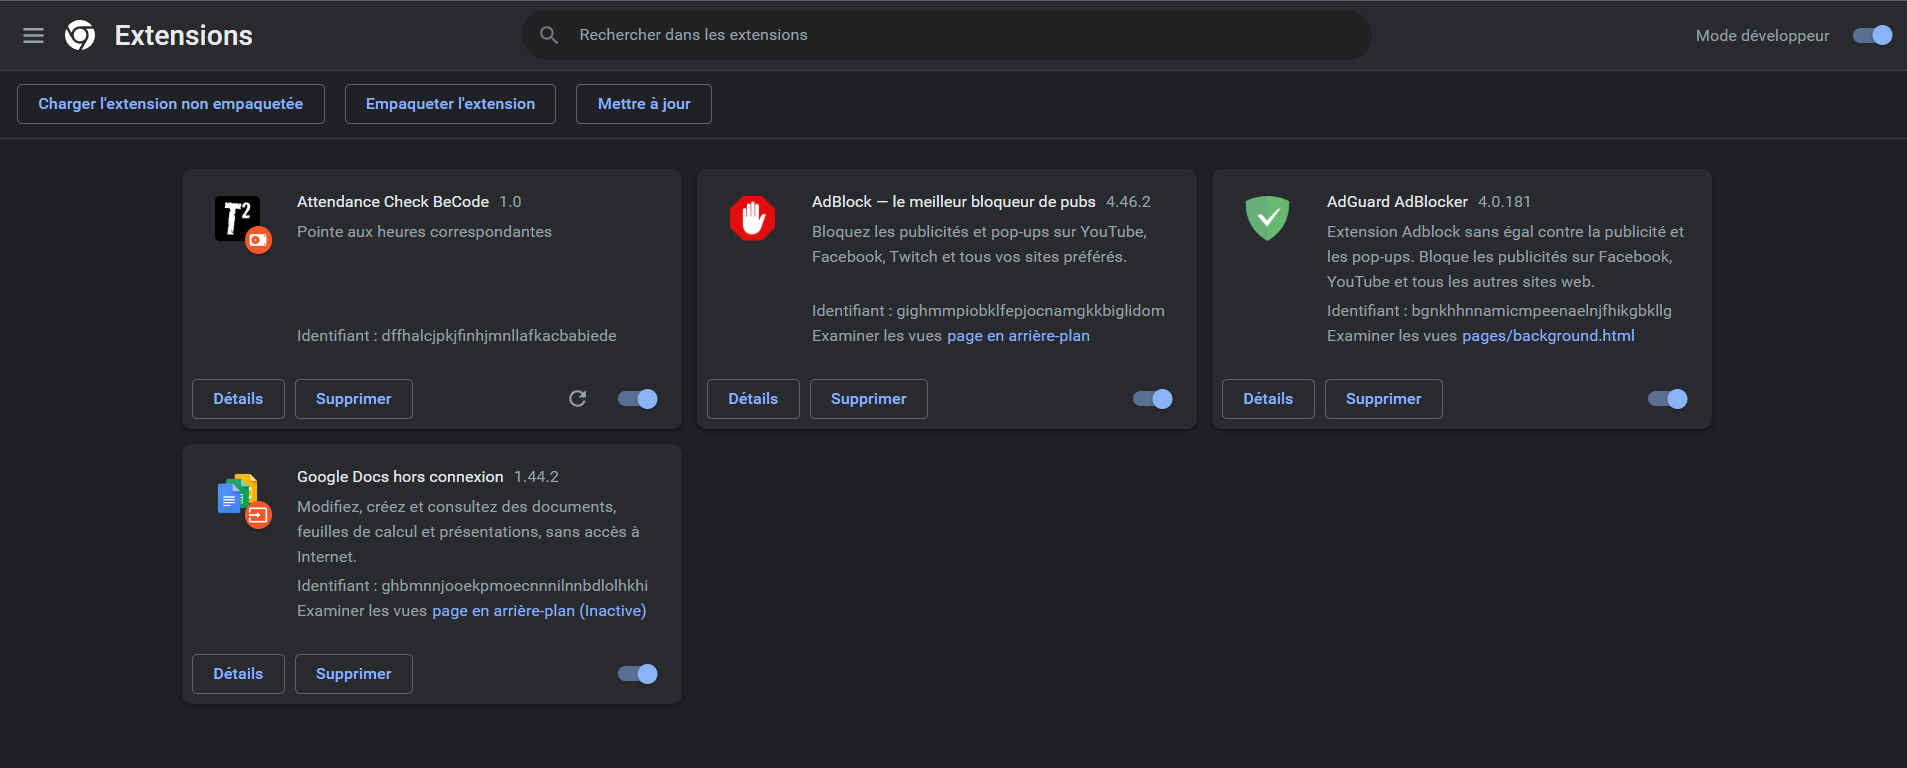 Extensions
Rechercher dans les extensions
Mode développeur
Charger l'extension non empaquetée
Empaqueter l'extension
Mettre à jour
T2
Attendance Check BeCode 1.0
Pointe aux heures correspondantes
Identifiant : dffhalcjpkjfinhjmnllafkacbabiede
Détails
Supprimer
AdBlock — le meilleur bloqueur de pubs 4.46.2
Bloquez les publicités et pop-ups sur YouTube,
Facebook, Twitch et tous vos sites préférés.
Identifiant : gighmmpiobklfepjocnamgkkbiglidom
Examiner les vues page en arrière-plan
Détails
Supprimer
AdGuard AdBlocker 4.0.181
Extension Adblock sans égal contre la publicité et
les pop-ups. Bloque les publicités sur Facebook,
YouTube et tous les autres sites web.
Identifiant : bgnkhhnnamicmpeenaelnjfhikgbkllg
Examiner les vues pages/background.html
Détails
Supprimer
Google Docs hors connexion 1.44.2
Modifiez, créez et consultez des documents,
feuilles de calcul et présentations, sans accès à
Internet.
Identifiant : ghbmnnjooekpmoecnnnilnnbdlolhkhi
Examiner les vues page en arrière-plan (Inactive)
Détails
Supprimer